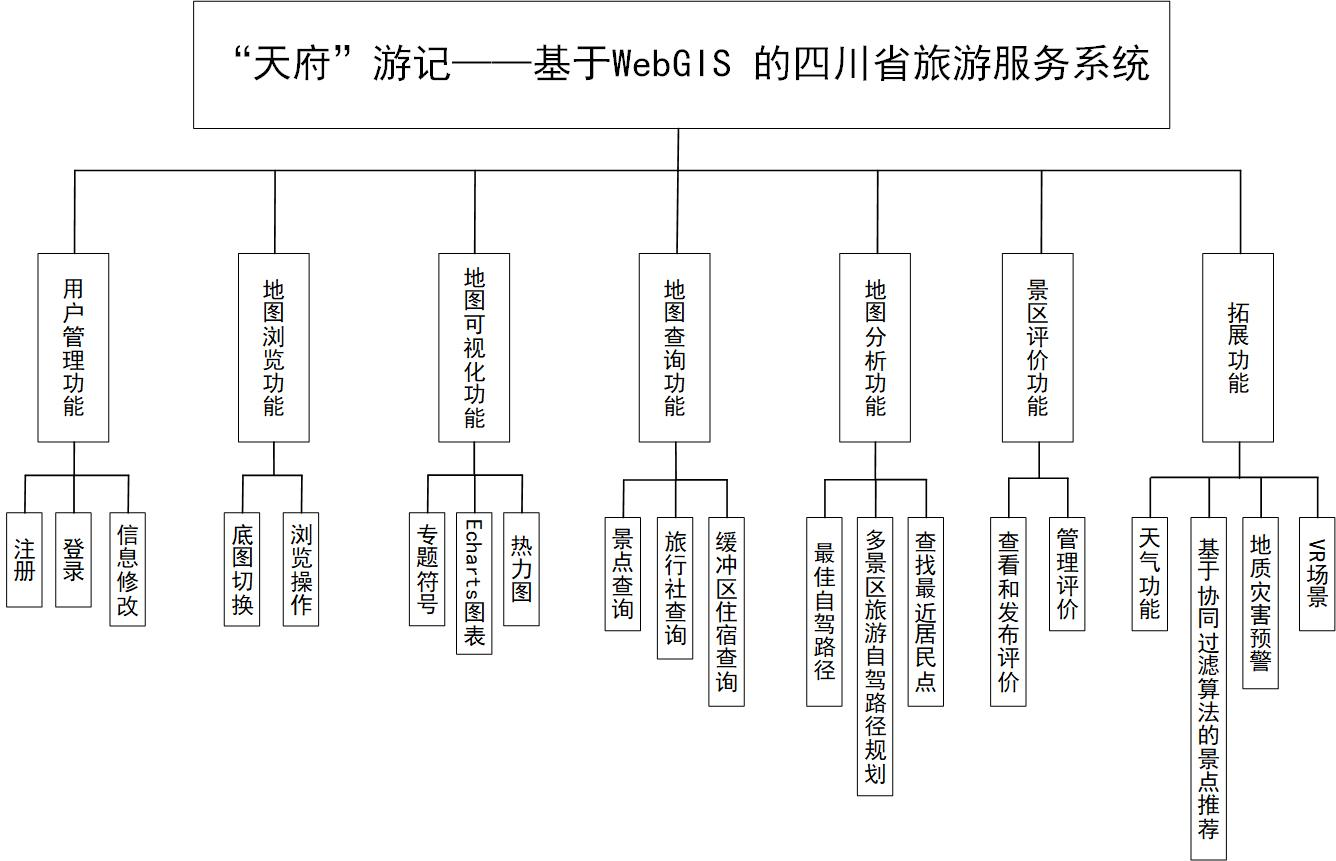 “天府”游记——基于WebGIS 的四川省旅游服务系统
用户管理功能
地图浏览功能
地图可视化功能
地图查询功能
地图分析功能
景区评价功能
拓展功能
注册
登录
信息修改
底图切换
浏览操作
专题符号
Echarts图表
热力图
景点查询
旅行社查询
缓冲区住宿查询
最佳自驾路径
多景区旅游自驾路径规划
查找最近居民点
查看和发布评价
管理评价
天气功能
基于协同过滤算法的景点推荐
地质灾害预警
VR场景